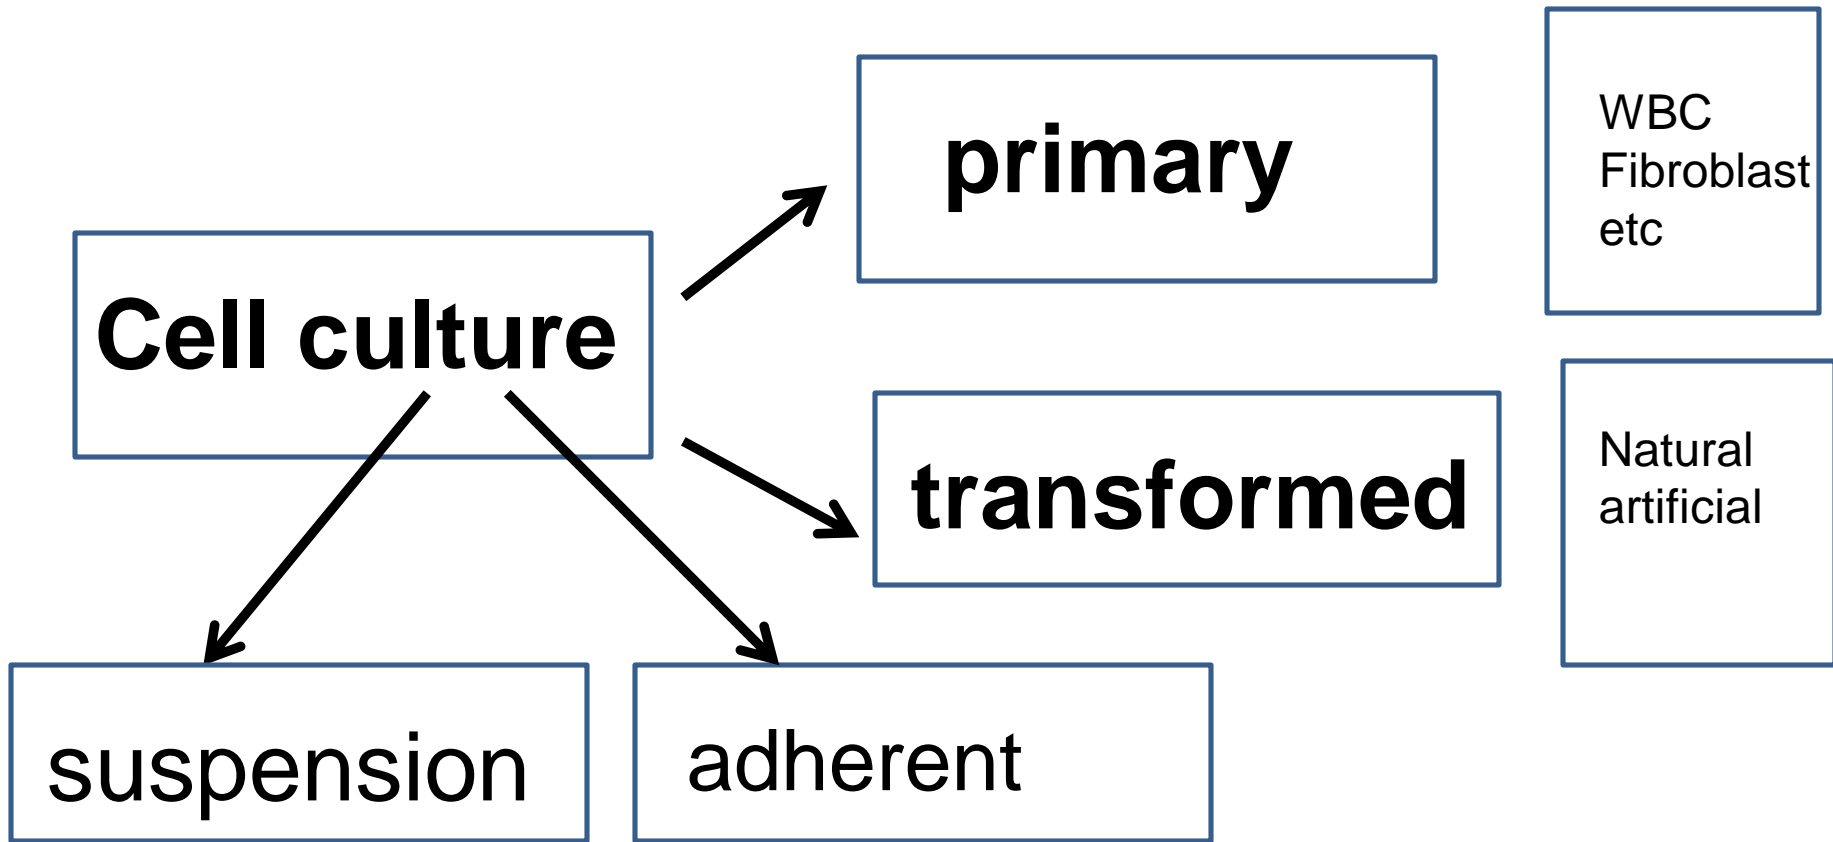 primary
WBC
Fibroblast
etc
Cell culture
transformed
Natural
artificial
suspension
adherent